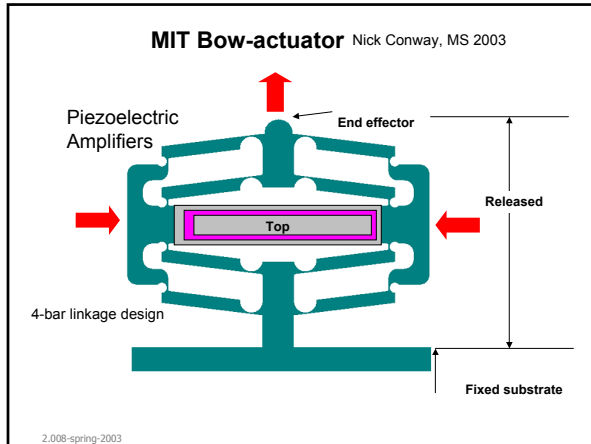 MIT Bow-actuator Nick Conway, MS 2003
Piezoelectric
Amplifiers
End effector
Released
Top
4-bar linkage design
Fixed substrate
2.008-spring-2003